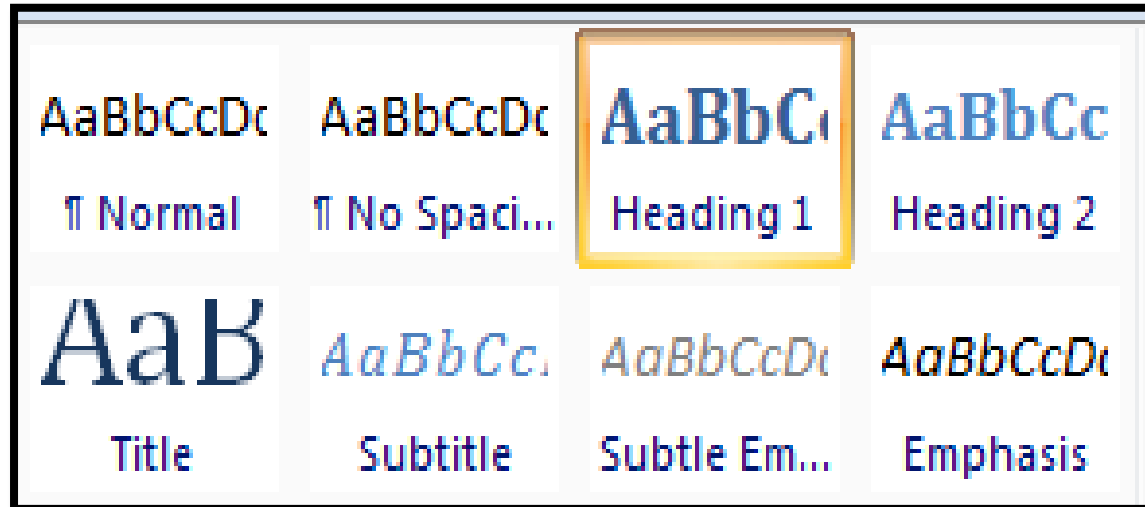 AaBbCcDc AaBbCcDc AaBbC AaBbCc
¶ Normal ¶ No Spaci... Heading 1 Heading 2
AaB AaBbCc. AaBbCcDc AaBbCcDc
Title Subtitle Subtle Em... Emphasis